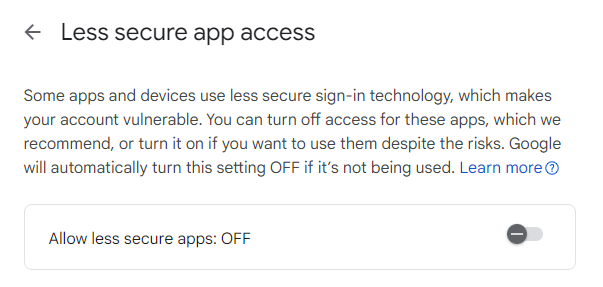 Less secure app access
Some apps and devices use less secure sign-in technology, which makes
your account vulnerable. You can turn off access for these apps, which we
recommend, or turn it on if you want to use them despite the risks. Google
will automatically turn this setting OFF if it's not being used. Learn more
Allow less secure apps: OFF